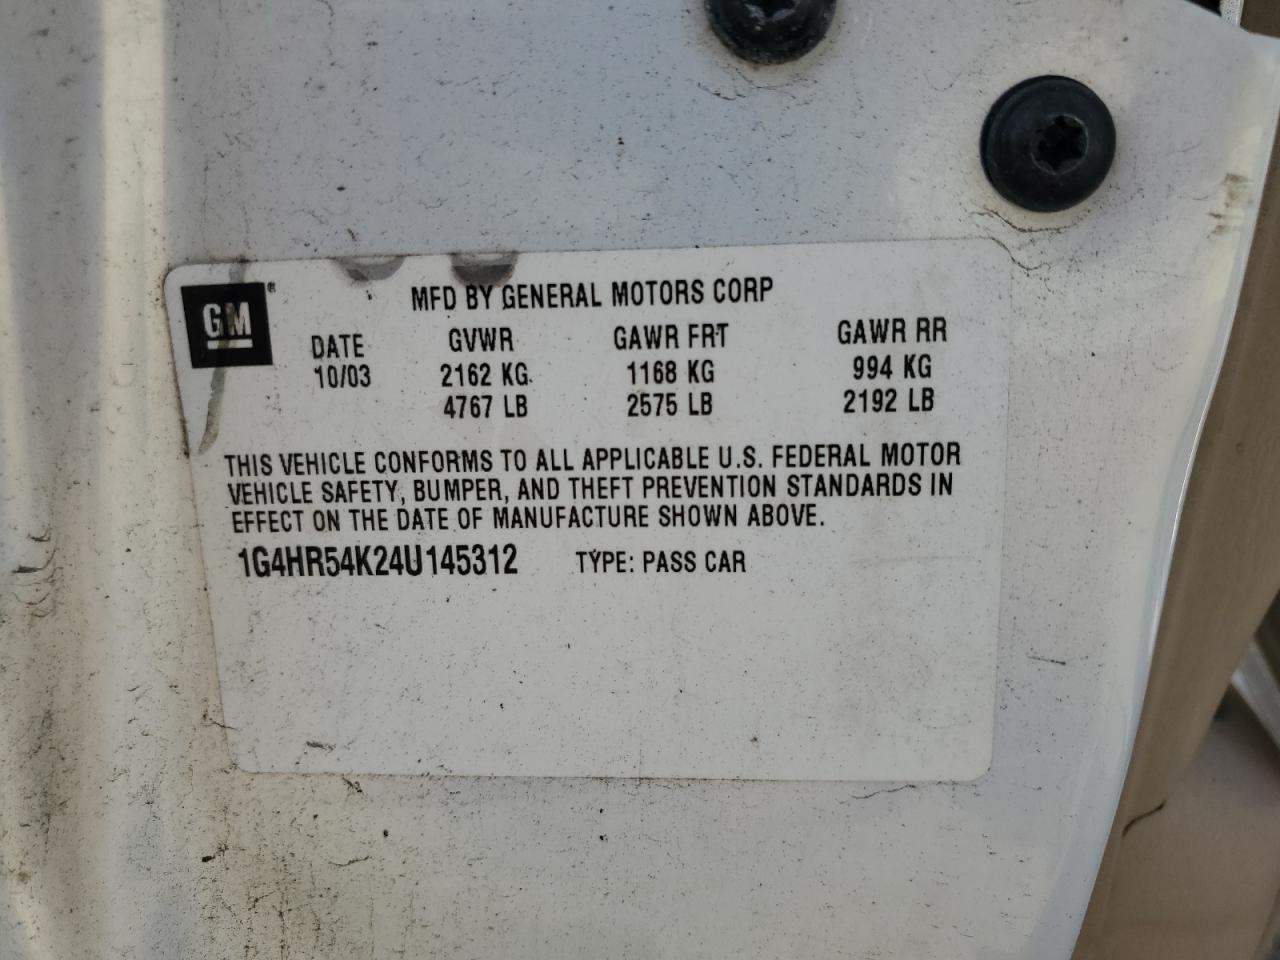 GM®
MFD BY GENERAL MOTORS CORP
DATE GVWR GAWR FRT GAWR RR
10/03 2162 KG 1168 KG 994 KG
4767 LB 2575 LB 2192 LB
THIS VEHICLE CONFORMS TO ALL APPLICABLE U.S. FEDERAL MOTOR
VEHICLE SAFETY, BUMPER, AND THEFT PREVENTION STANDARDS IN
EFFECT ON THE DATE OF MANUFACTURE SHOWN ABOVE.
1G4HR54K24U145312 TYPE: PASS CAR